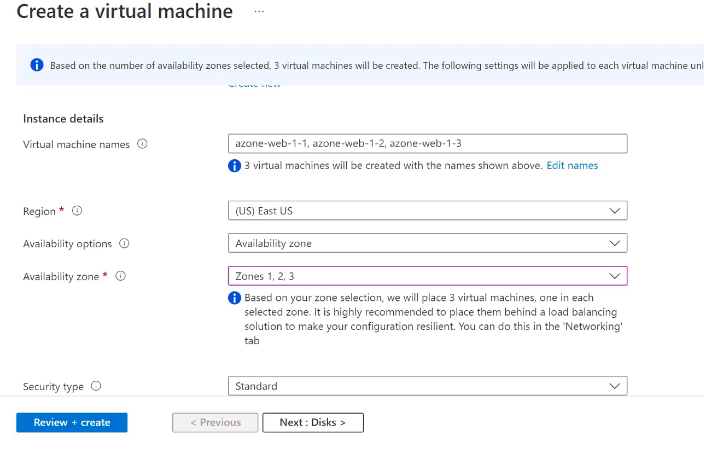 Create a virtual machine ...
Based on the number of availability zones selected, 3 virtual machines will be created. The following settings will be applied to each virtual machine unl
Create new
Instance details
Virtual machine names
azone-web-1-1, azone-web-1-2, azone-web-1-3
3 virtual machines will be created with the names shown above. Edit names
Region *
(US) East US
Availability options
Availability zone
Availability zone *
Zones 1, 2, 3
Based on your zone selection, we will place 3 virtual machines, one in each
selected zone. It is highly recommended to place them behind a load balancing
solution to make your configuration resilient. You can do this in the 'Networking'
tab
Security type
Standard
Review + create
< Previous
Next : Disks >